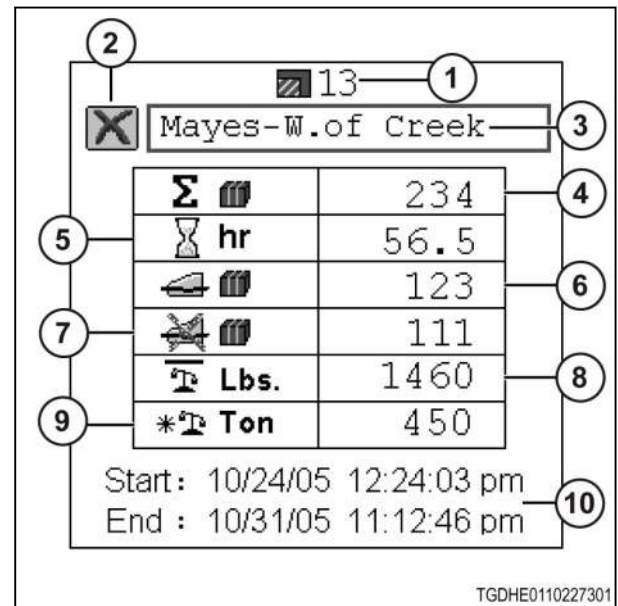 2
13 1
Mayes-W.of Creek 3
Σ 234 4
5 hr 56.5
123 6
7 111
Lbs. 1460 8
9 *Ton 450
Start: 10/24/05 12:24:03 pm
End : 10/31/05 11:12:46 pm
10
TGDHE0110227301